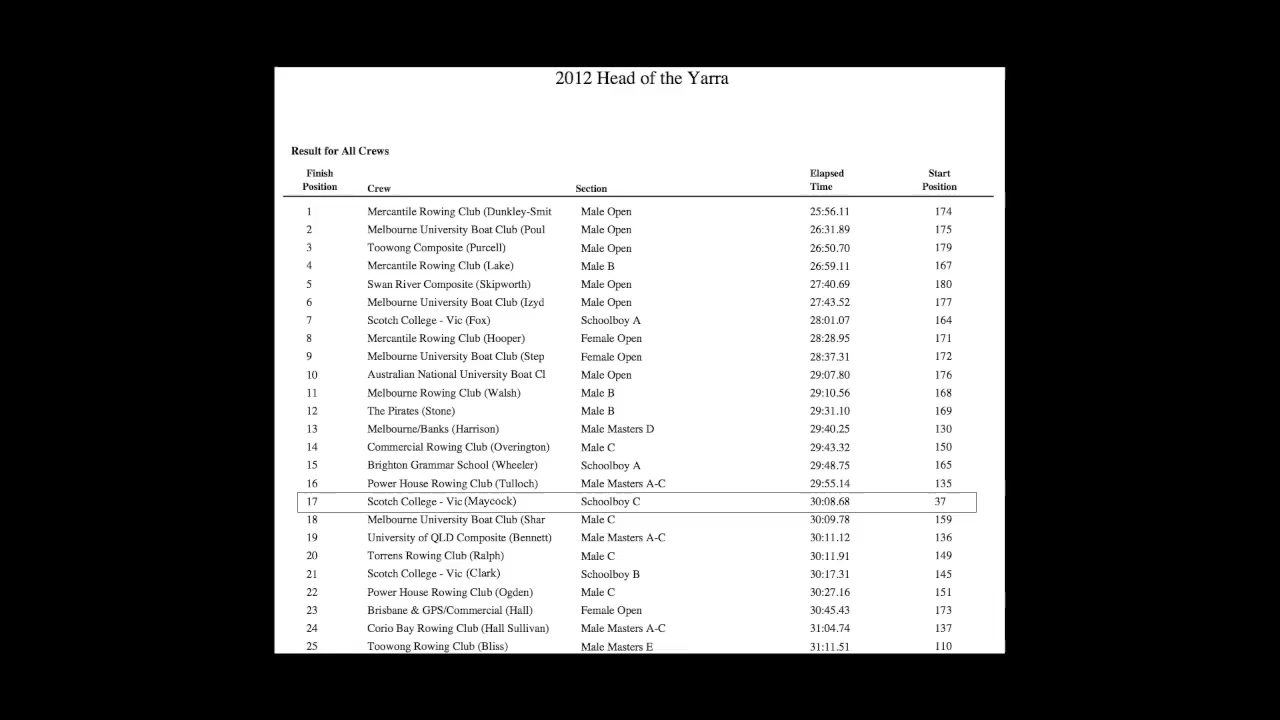 2012 Head of the Yarra
Result for All Crews
Finish Position Crew Section Elapsed Time Start Position
1 Mercantile Rowing Club (Dunkley-Smit Male Open 25:56.11 174
2 Melbourne University Boat Club (Poul Male Open 26:31.89 175
3 Toowong Composite (Purcell) Male Open 26:50.70 179
4 Mercantile Rowing Club (Lake) Male B 26:59.11 167
5 Swan River Composite (Skipworth) Male Open 27:40.69 180
6 Melbourne University Boat Club (Izyd Male Open 27:43.52 177
7 Scotch College - Vic (Fox) Schoolboy A 28:01.07 164
8 Mercantile Rowing Club (Hooper) Female Open 28:28.95 171
9 Melbourne University Boat Club (Step Female Open 28:37.31 172
10 Australian National University Boat Cl Male Open 29:07.80 176
11 Melbourne Rowing Club (Walsh) Male B 29:10.56 168
12 The Pirates (Stone) Male B 29:31.10 169
13 Melbourne/Banks (Harrison) Male Masters D 29:40.25 130
14 Commercial Rowing Club (Overington) Male C 29:43.32 150
15 Brighton Grammar School (Wheeler) Schoolboy A 29:48.75 165
16 Power House Rowing Club (Tulloch) Male Masters A-C 29:55.14 135
17 Scotch College - Vic (Maycock) Schoolboy C 30:08.68 37
18 Melbourne University Boat Club (Shar Male C 30:09.78 159
19 University of QLD Composite (Bennett) Male Masters A-C 30:11.12 136
20 Torrens Rowing Club (Ralph) Male C 30:11.91 149
21 Scotch College - Vic (Clark) Schoolboy B 30:17.31 145
22 Power House Rowing Club (Ogden) Male C 30:27.16 151
23 Brisbane & GPS/Commercial (Hall) Female Open 30:45.43 173
24 Corio Bay Rowing Club (Hall Sullivan) Male Masters A-C 31:04.74 137
25 Toowong Rowing Club (Bliss) Male Masters E 31:11.51 110